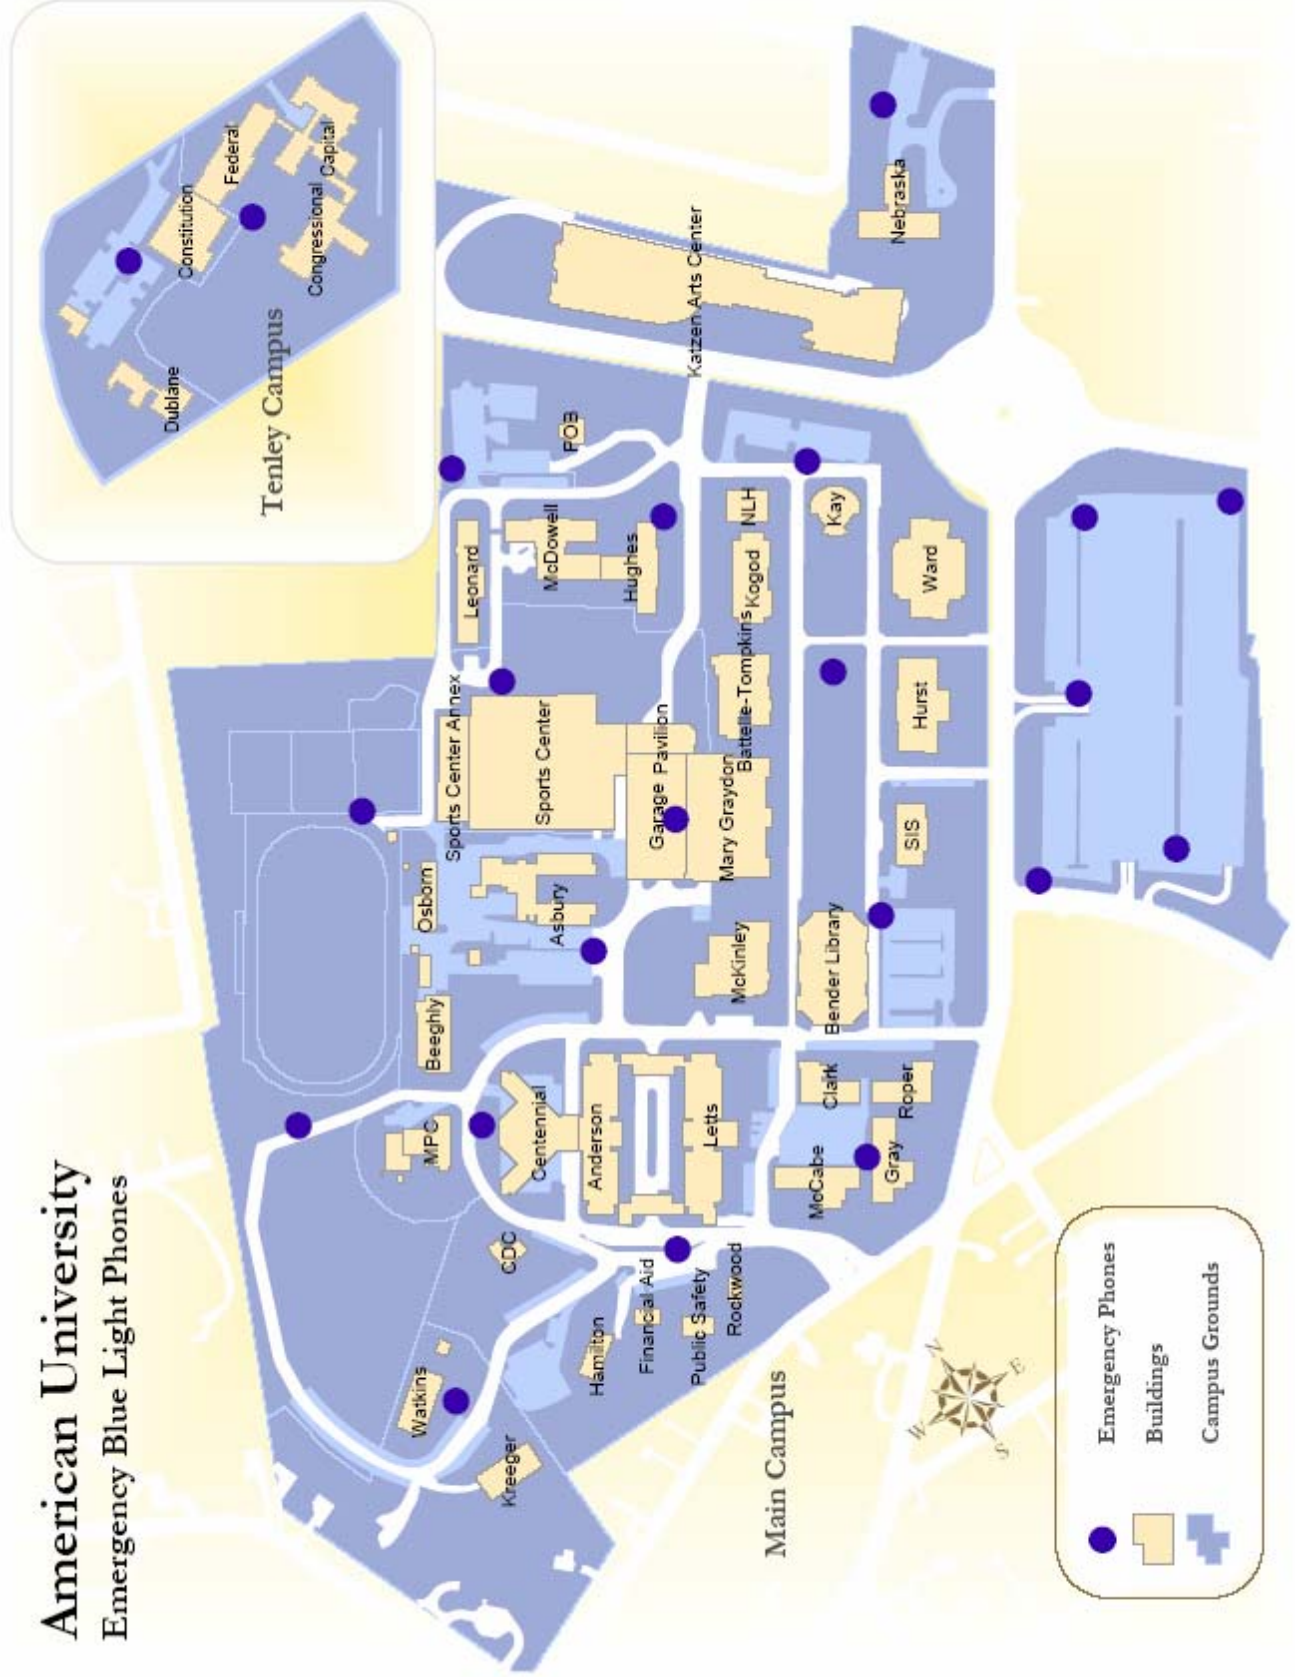 American University
Emergency Blue Light Phones
Tenley Campus
Dublane
Constitution
Federal
Congressional
Capital
Main Campus
Watkins
Kreeger
CDC
Hamilton
Financial Aid
Public Safety
Rockwood
MPC
Beeghly
Osborn
Centennial
Anderson
Letts
McCabe
Clark
Gray
Roper
Asbury
Sports Center Annex
Sports Center
Garage
Pavilion
Mary Graydon
McKinley
Bender Library
Battelle-Tompkins
Kogod
NLH
Kay
SIS
Hurst
Ward
Leonard
McDowell
Hughes
POB
Katzen Arts Center
Nebraska
N
E
S
W
Emergency Phones
Buildings
Campus Grounds